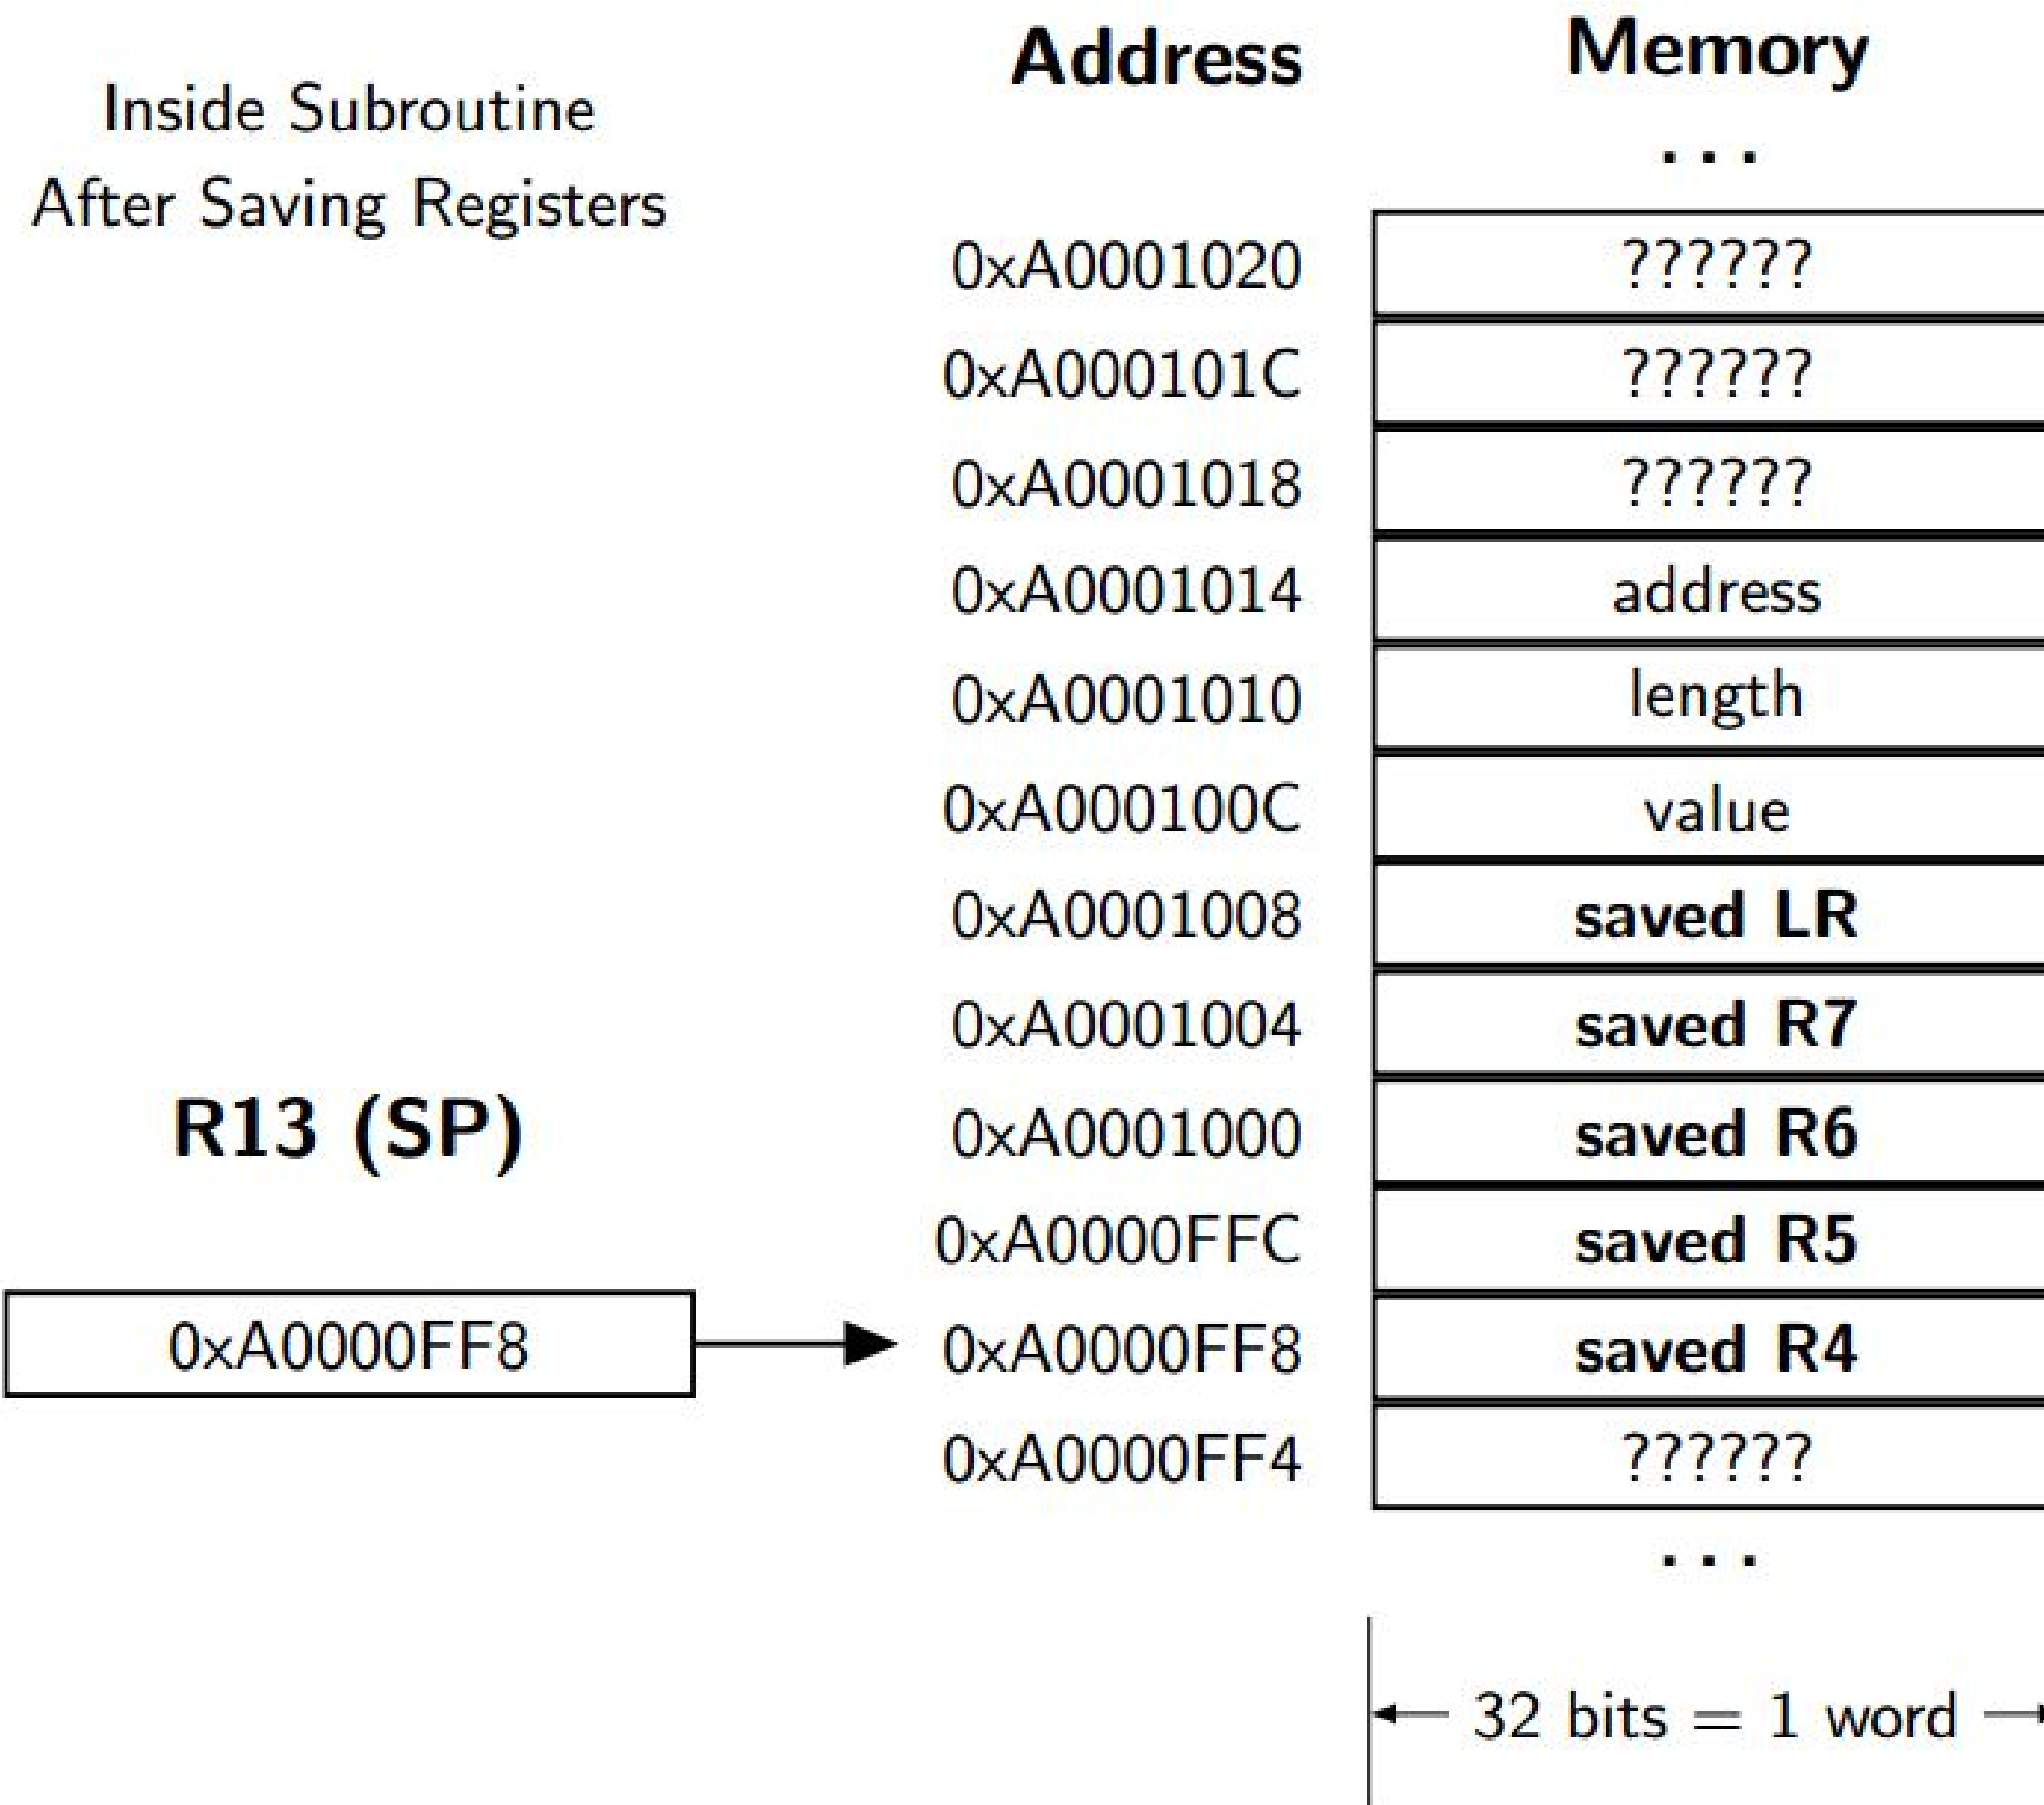 Address Memory
Inside Subroutine
After Saving Registers
. . .
0xA0001020 ??????
0xA000101C ??????
0xA0001018 ??????
0xA0001014 address
0xA0001010 length
0xA000100C value
0xA0001008 saved LR
0xA0001004 saved R7
R13 (SP)
0xA0001000 saved R6
0xA0000FFC saved R5
0xA0000FF8 0xA0000FF8 saved R4
0xA0000FF4 ??????
. . .
32 bits = 1 word